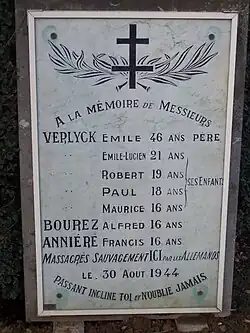 A LA MÉMOIRE DE MESSIEURS
VERLYCK EMILE 46 ANS PÈRE
" EMILE-LUCIEN 21 ANS
" ROBERT 19 ANS
" PAUL 18 ANS
" MAURICE 16 ANS
SES ENFANTS
BOUREZ ALFRED 16 ANS
ANNIÉRÉ FRANCIS 16 ANS
MASSACRÉS SAUVAGEMENT ICI PAR LES ALLEMANDS
LE 30 AOUT 1944
PASSANT INCLINE TOI ET N'OUBLIE JAMAIS